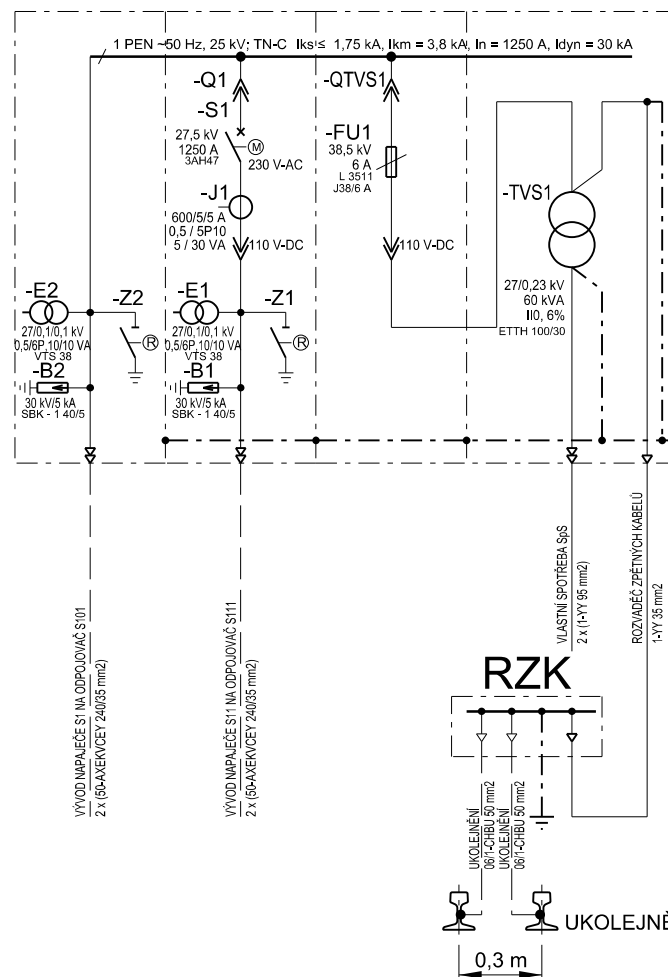 1 PEN ~50 Hz, 25 kV; TN-C Iks ≤ 1,75 kA, Ikm = 3,8 kA, In = 1250 A, Idyn = 30 kA
-Q1
-S1
27,5 kV
1250 A
3AH47
M
230 V-AC
-J1
600/5/5 A
0,5 / 5P10
5 / 30 VA
110 V-DC
-QTVS1
-FU1
38,5 kV
6 A
L 3511
J38/6 A
110 V-DC
-TVS1
27/0,23 kV
60 kVA
II0, 6%
ETTH 100/30
-E2
27/0,1/0,1 kV
0,5/6P,10/10 VA
VTS 38
-Z2
R
-B2
30 kV/5 kA
SBK - 1 40/5
-E1
27/0,1/0,1 kV
0,5/6P,10/10 VA
VTS 38
-Z1
R
-B1
30 kV/5 kA
SBK - 1 40/5
VÝVOD NAPAJEČE S1 NA ODPOJOVAČ S101
2 x (50-AXEKVCEY 240/35 mm2)
VÝVOD NAPAJEČE S11 NA ODPOJOVAČ S111
2 x (50-AXEKVCEY 240/35 mm2)
VLASTNÍ SPOTŘEBA SpS
2 x (1-YY 95 mm2)
ROZVADĚČ ZPĚTNÝCH KABELŮ
1-YY 35 mm2
RZK
UKOLEJNĚNÍ
06/1-CHBU 50 mm2
UKOLEJNĚNÍ
06/1-CHBU 50 mm2
UKOLEJNĚ
0,3 m